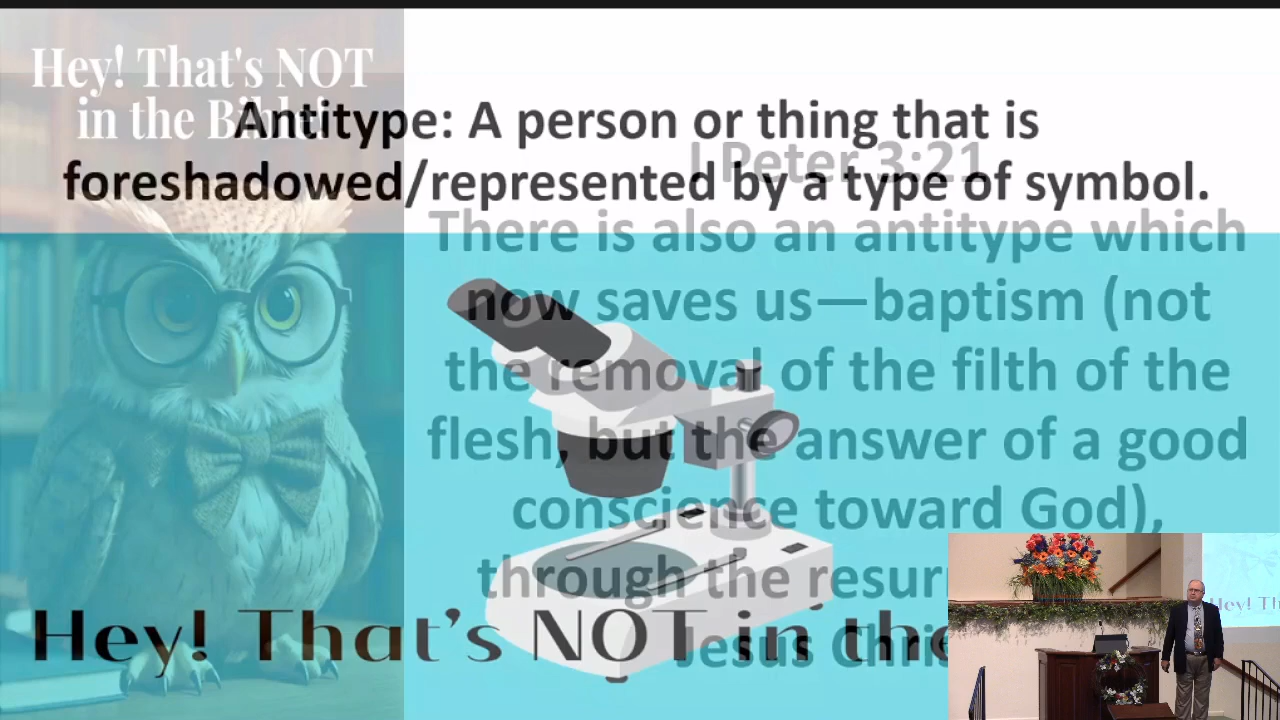 Hey! That's NOT
in the Bible!
Antitype: A person or thing that is
foreshadowed/represented by a type of symbol.
I Peter 3:21
There is also an antitype which
now saves us—baptism (not
the removal of the filth of the
flesh, but the answer of a good
conscience toward God),
through the resur
Jesus Chri
Hey! That's NOT in the
Hey! Th